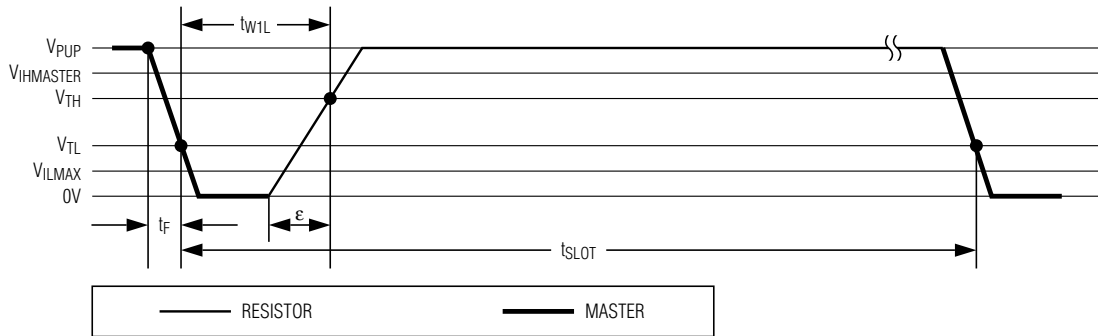 tW1L
VPUP
VIHMASTER
VTH
VTL
VILMAX
0V
tF
ε
tSLOT
RESISTOR
MASTER